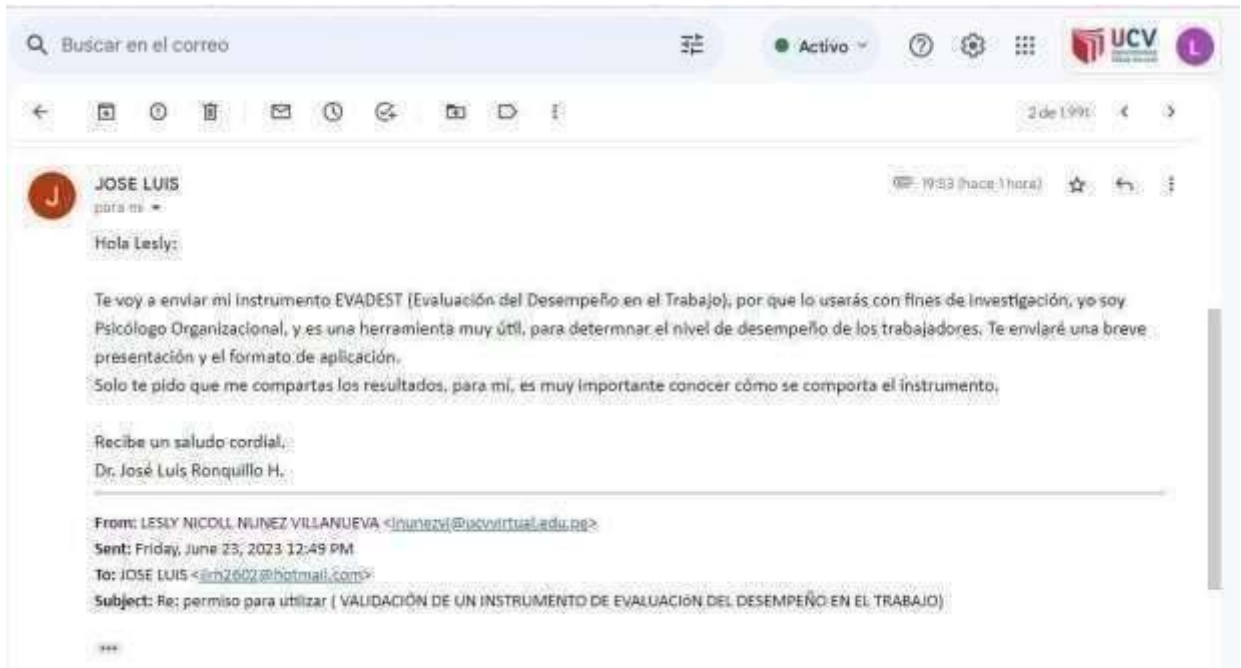 Buscar en el correo
Activo
UCV
L
2 de
J
JOSE LUIS
para mí
19:53 (hace 1 hora)
Hola Lesly:
Te voy a enviar mi instrumento EVADEST (Evaluación del Desempeño en el Trabajo), por que lo usarás con fines de investigación, yo soy
Psicólogo Organizacional, y es una herramienta muy útil, para determnar el nivel de desempeño de los trabajadores. Te enviaré una breve
presentación y el formato de aplicación.
Solo te pido que me compartas los resultados, para mí, es muy importante conocer cómo se comporta el instrumento.
Recibe un saludo cordial,
Dr. José Luis Ronquillo H.
From: LESLY NICOLL NUNEZ VILLANUEVA <lnunezvi@ucvvirtual.edu.pe>
Sent: Friday, June 23, 2023 12:49 PM
To: JOSE LUIS
Subject: Re: permiso para utilizar ( VALIDACIÓN DE UN INSTRUMENTO DE EVALUACIÓN DEL DESEMPEÑO EN EL TRABAJO)